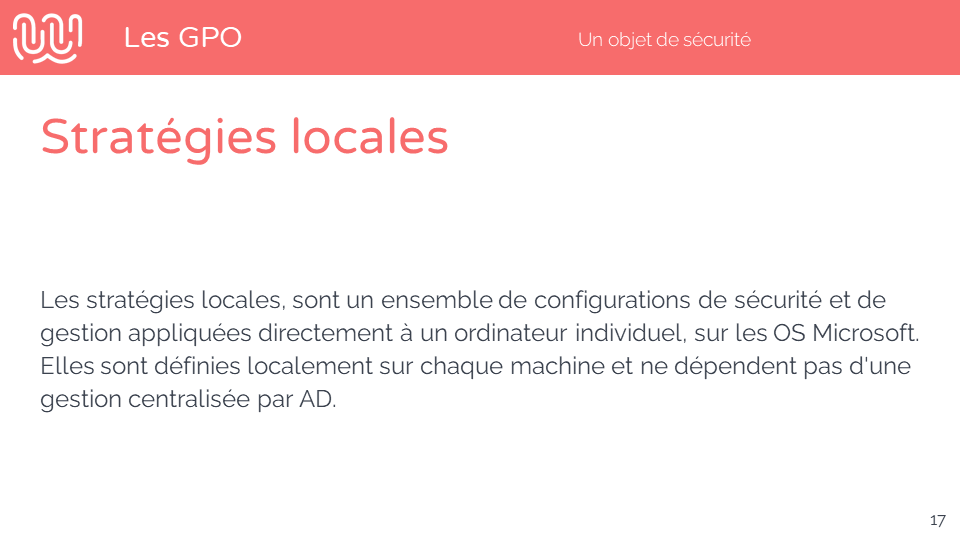 Les GPO
Un objet de sécurité
Stratégies locales
Les stratégies locales, sont un ensemble de configurations de sécurité et de
gestion appliquées directement à un ordinateur individuel, sur les OS Microsoft.
Elles sont définies localement sur chaque machine et ne dépendent pas d'une
gestion centralisée par AD.
17